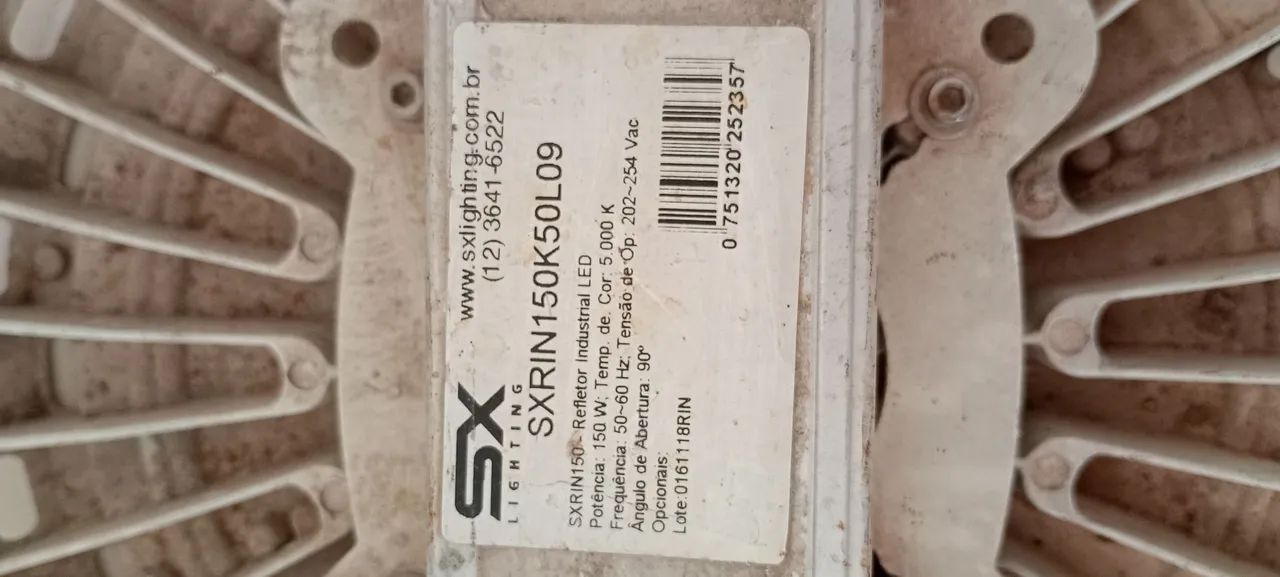 SX
LIGHTING
www.sxlighting.com.br
(12) 3641-6522
SXRIN150K50L09
SXRIN150 - Refletor Industrial LED
Potência: 150 W; Temp. de. Cor: 5.000 K
Frequência: 50~60 Hz; Tensão de Op: 202~254 Vac
Ângulo de Abertura: 90º
Opcionais:
Lote:0161118RIN
0 751320 252357